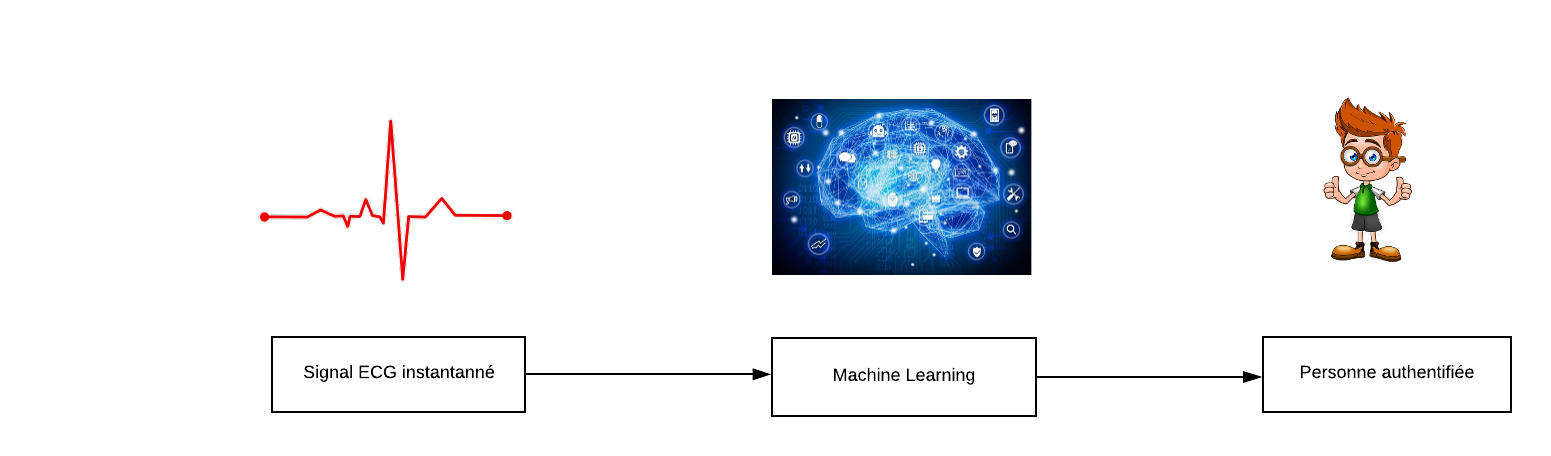 Signal ECG instantanné
Machine Learning
Personne authentifiée